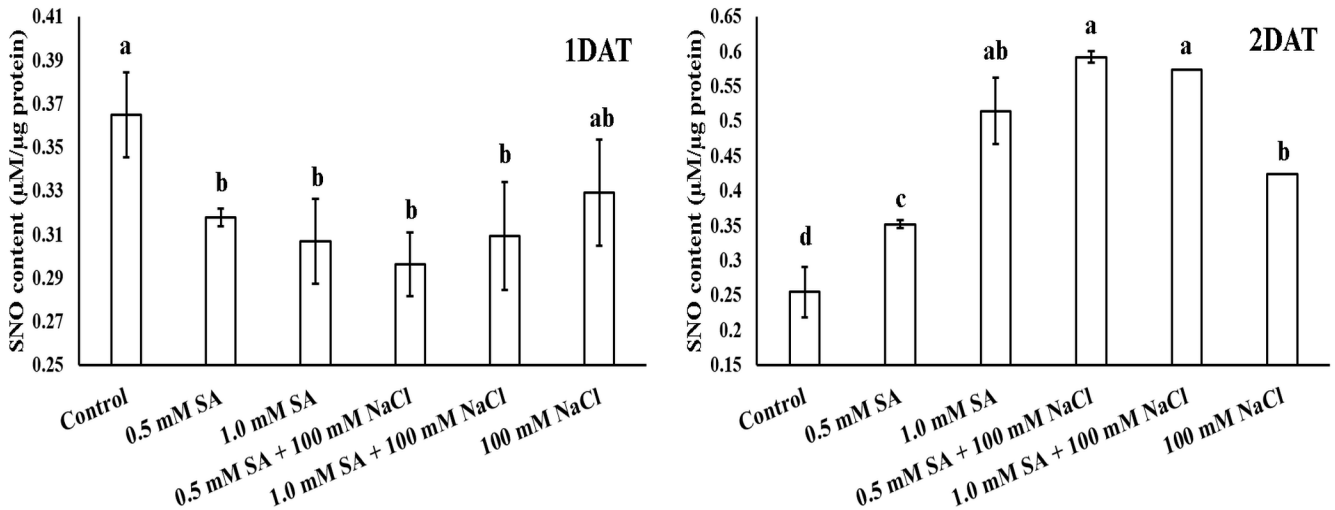 SNO content (μM/μg protein)
0.41
0.39
0.37
0.35
0.33
0.31
0.29
0.27
0.25
1DAT
a
b
b
b
b
ab
Control
0.5 mM SA
1.0 mM SA
0.5 mM SA + 100 mM NaCl
1.0 mM SA + 100 mM NaCl
100 mM NaCl
SNO content (μM/μg protein)
0.65
0.6
0.55
0.5
0.45
0.4
0.35
0.3
0.25
0.2
0.15
2DAT
d
c
ab
a
a
b
Control
0.5 mM SA
1.0 mM SA
0.5 mM SA + 100 mM NaCl
1.0 mM SA + 100 mM NaCl
100 mM NaCl